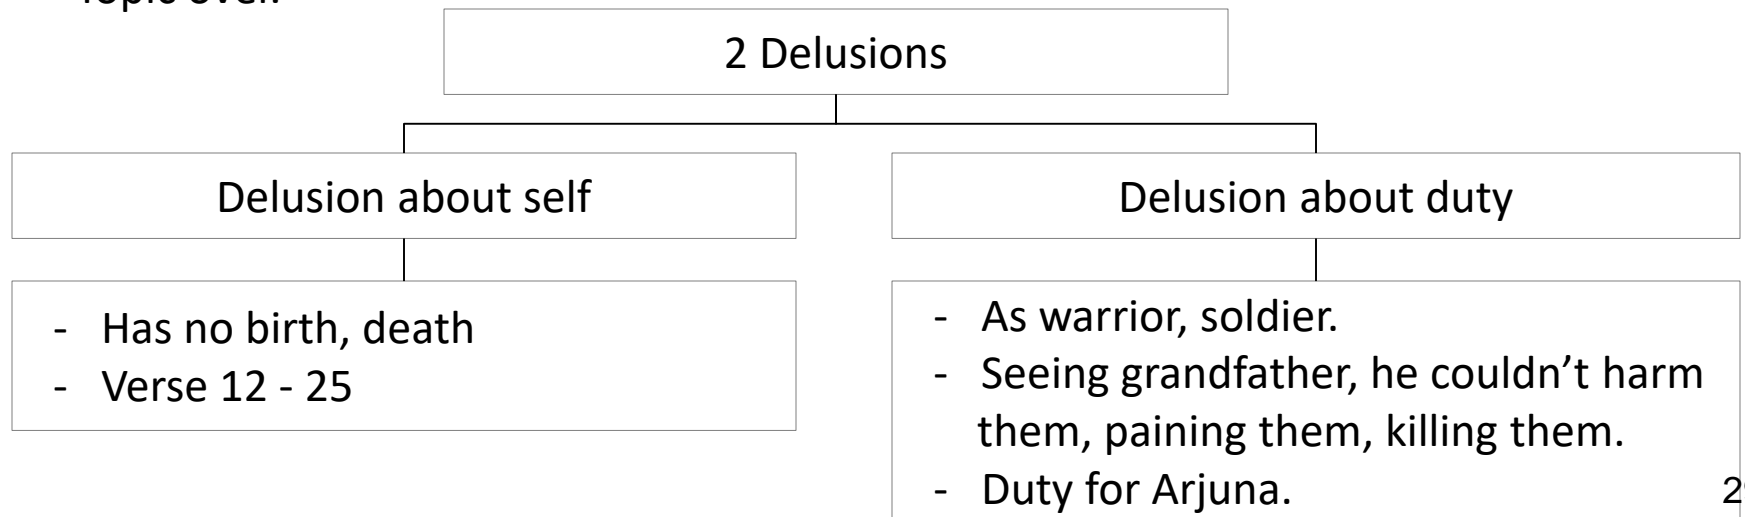 2 Delusions
Delusion about self
Delusion about duty
- Has no birth, death
- Verse 12 - 25
- As warrior, soldier.
- Seeing grandfather, he couldn’t harm
them, paining them, killing them.
- Duty for Arjuna.